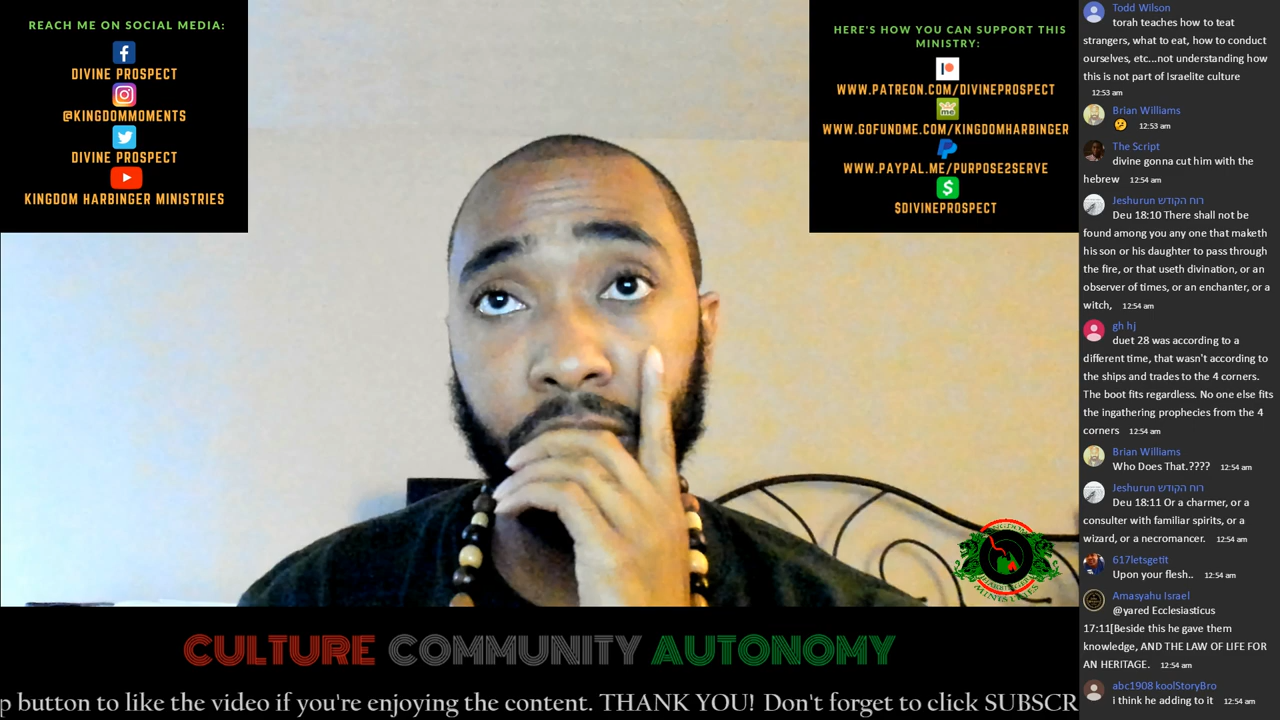 REACH ME ON SOCIAL MEDIA:
DIVINE PROSPECT
@KINGDOMMOMENTS
DIVINE PROSPECT
KINGDOM HARBINGER MINISTRIES
HERE'S HOW YOU CAN SUPPORT THIS
MINISTRY:
WWW.PATREON.COM/DIVINEPROSPECT
me
WWW.GOFUNDME.COM/KINGDOMHARBINGER
WWW.PAYPAL.ME/PURPOSE2SERVE
$DIVINEPROSPECT
Todd Wilson
torah teaches how to teat
strangers, what to eat, how to conduct
ourselves, etc...not understanding how
this is not part of Israelite culture
12:53 am
Brian Williams
12:53 am
The Script
divine gonna cut him with the
hebrew 12:54 am
Jeshurun רוח הקודש
Deu 18:10 There shall not be
found among you any one that maketh
his son or his daughter to pass through
the fire, or that useth divination, or an
observer of times, or an enchanter, or a
witch, 12:54 am
gh hj
duet 28 was according to a
different time, that wasn't according to
the ships and trades to the 4 corners.
The boot fits regardless. No one else fits
the ingathering prophecies from the 4
corners 12:54 am
Brian Williams
Who Does That.???? 12:54 am
Jeshurun רוח הקודש
Deu 18:11 Or a charmer, or a
consulter with familiar spirits, or a
wizard, or a necromancer. 12:54 am
617letsgetit
Upon your flesh.. 12:54 am
Amasyahu Israel
@yared Ecclesiasticus
17:11[Beside this he gave them
knowledge, AND THE LAW OF LIFE FOR
AN HERITAGE. 12:54 am
abc1908 koolStoryBro
i think he adding to it 12:54 am
KINGDOM
HARBINGER
MINISTRIES
CULTURE COMMUNITY AUTONOMY
p button to like the video if you're enjoying the content. THANK YOU! Don't forget to click SUBSCR